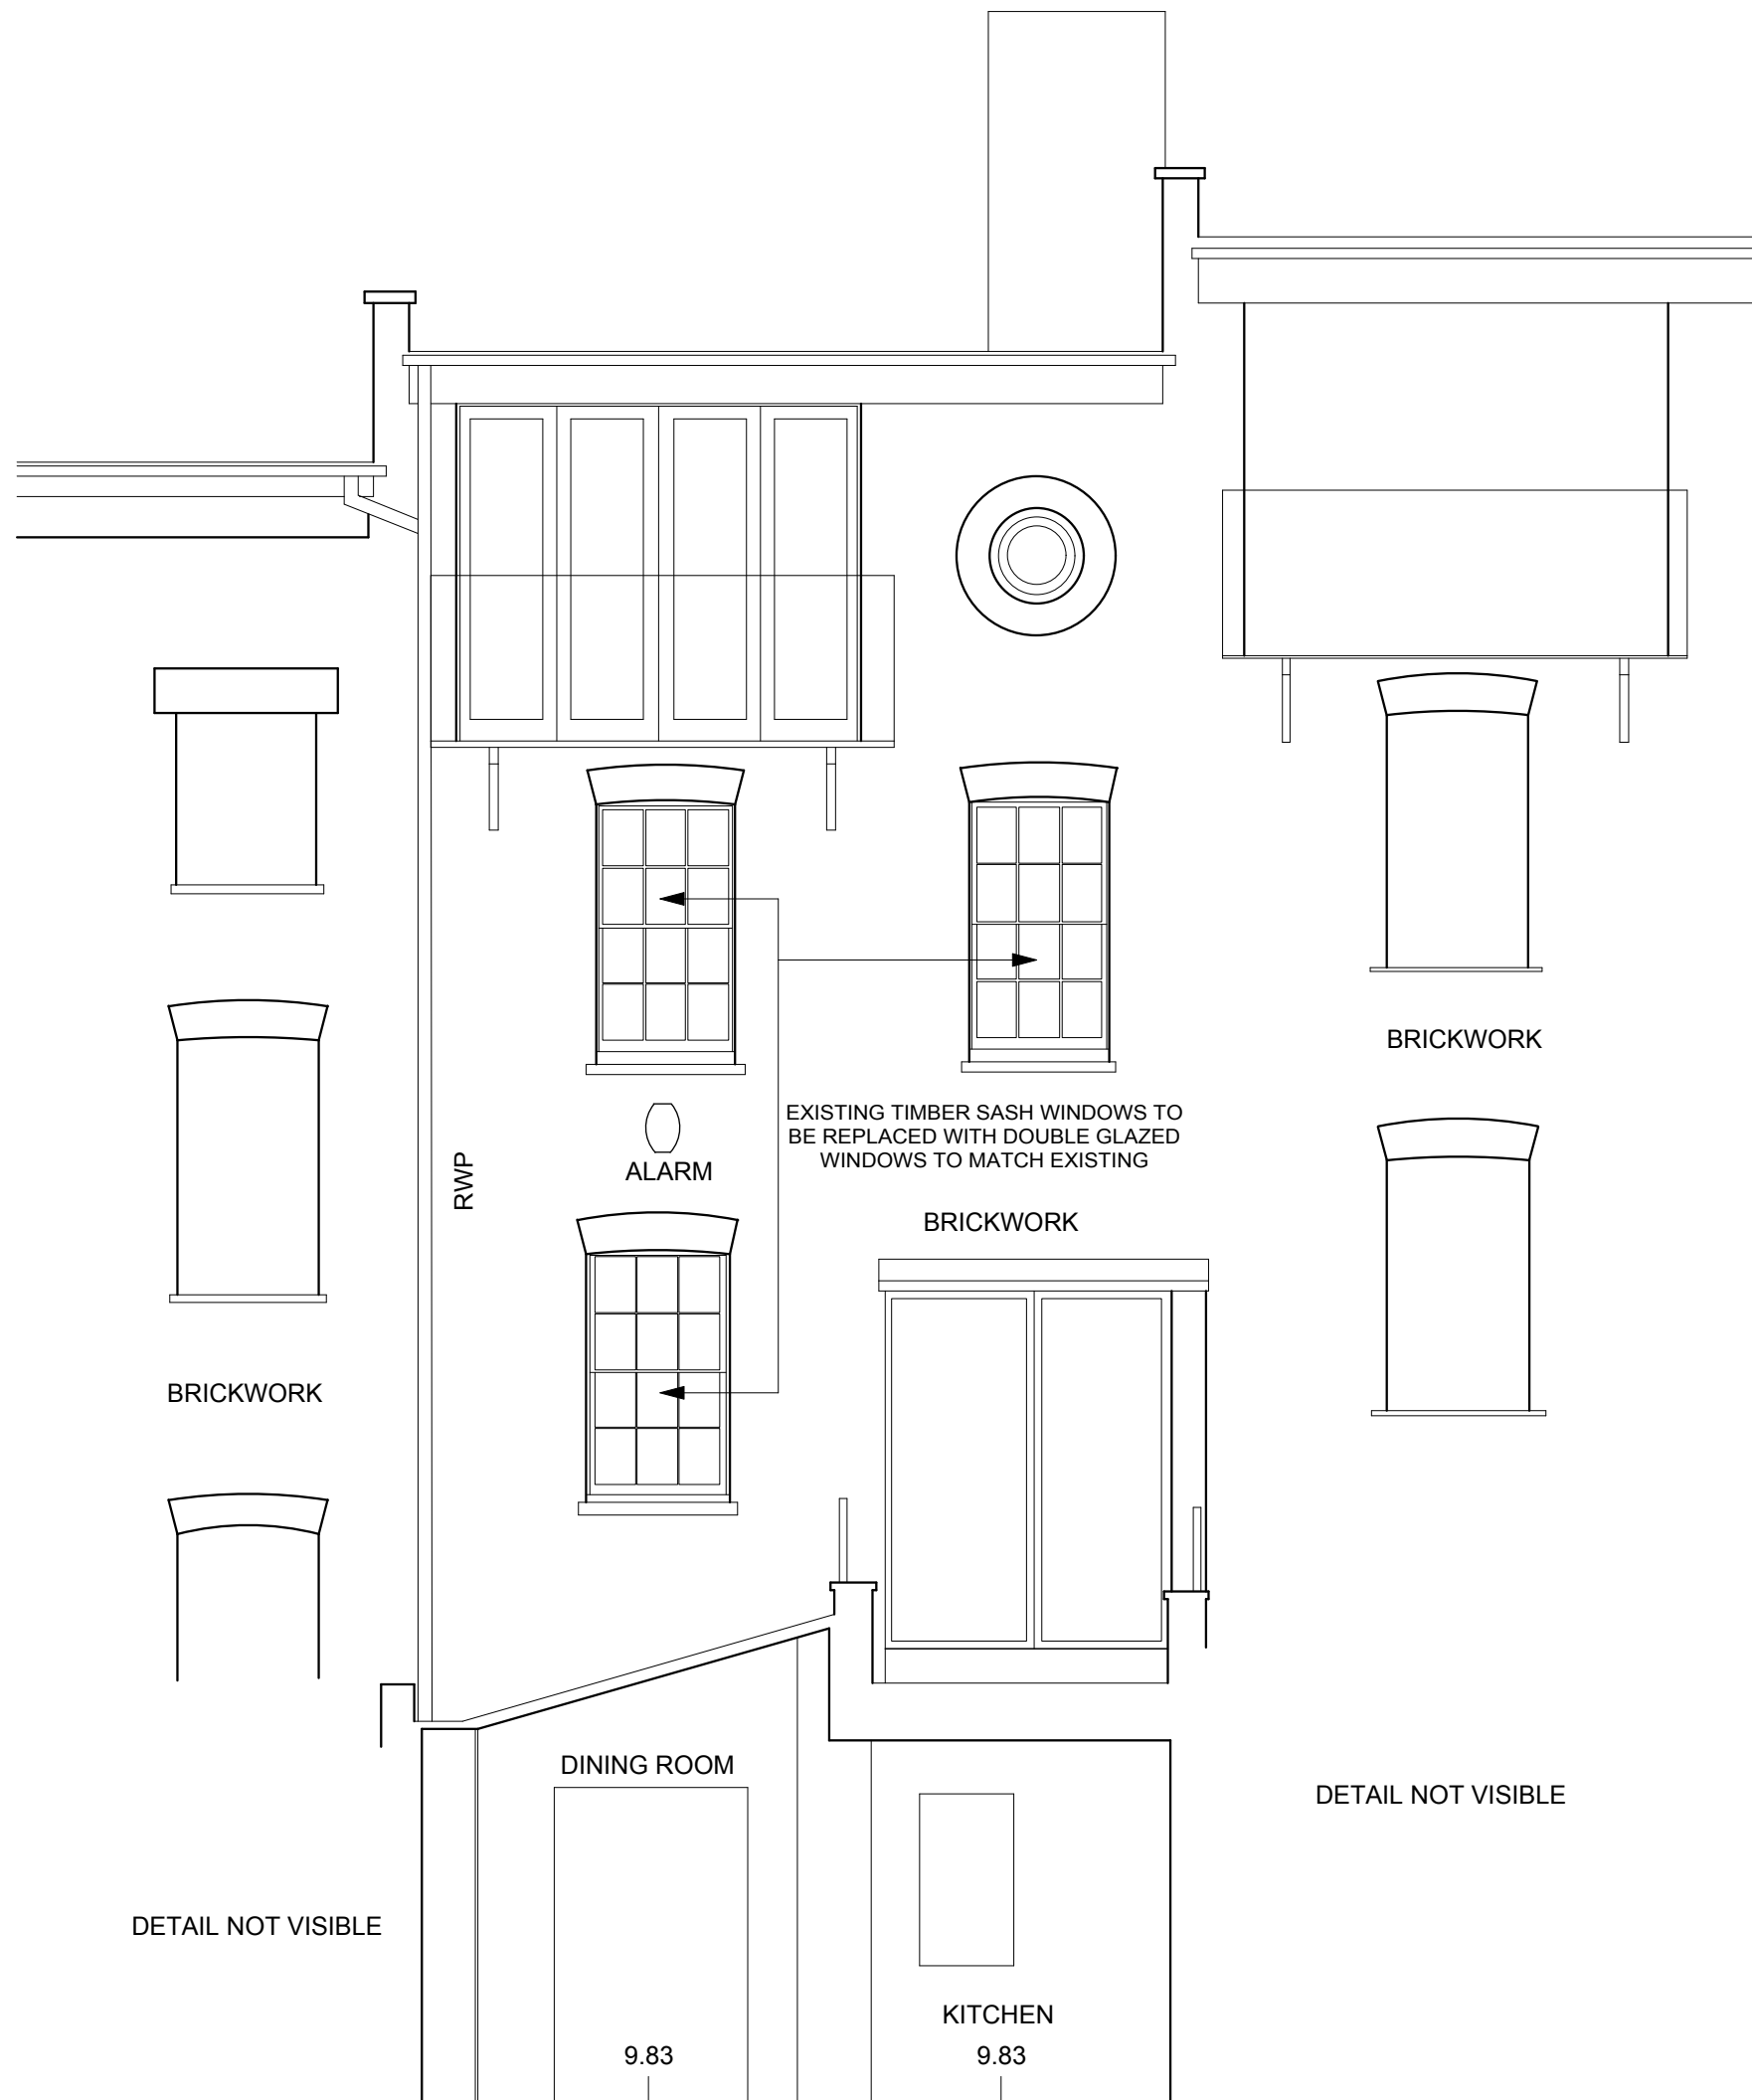 BRICKWORK
EXISTING TIMBER SASH WINDOWS TO
BE REPLACED WITH DOUBLE GLAZED
WINDOWS TO MATCH EXISTING
ALARM
RWP
BRICKWORK
BRICKWORK
DINING ROOM
DETAIL NOT VISIBLE
DETAIL NOT VISIBLE
KITCHEN
9.83
9.83